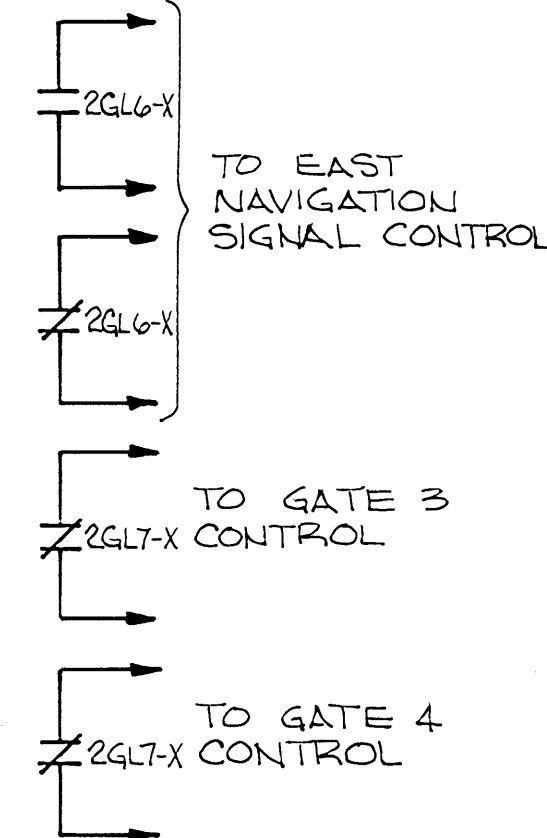 2GL6-X
TO EAST
NAVIGATION
SIGNAL CONTROL
2GL6-X
TO GATE 3
2GL7-X CONTROL
TO GATE 4
2GL7-X CONTROL